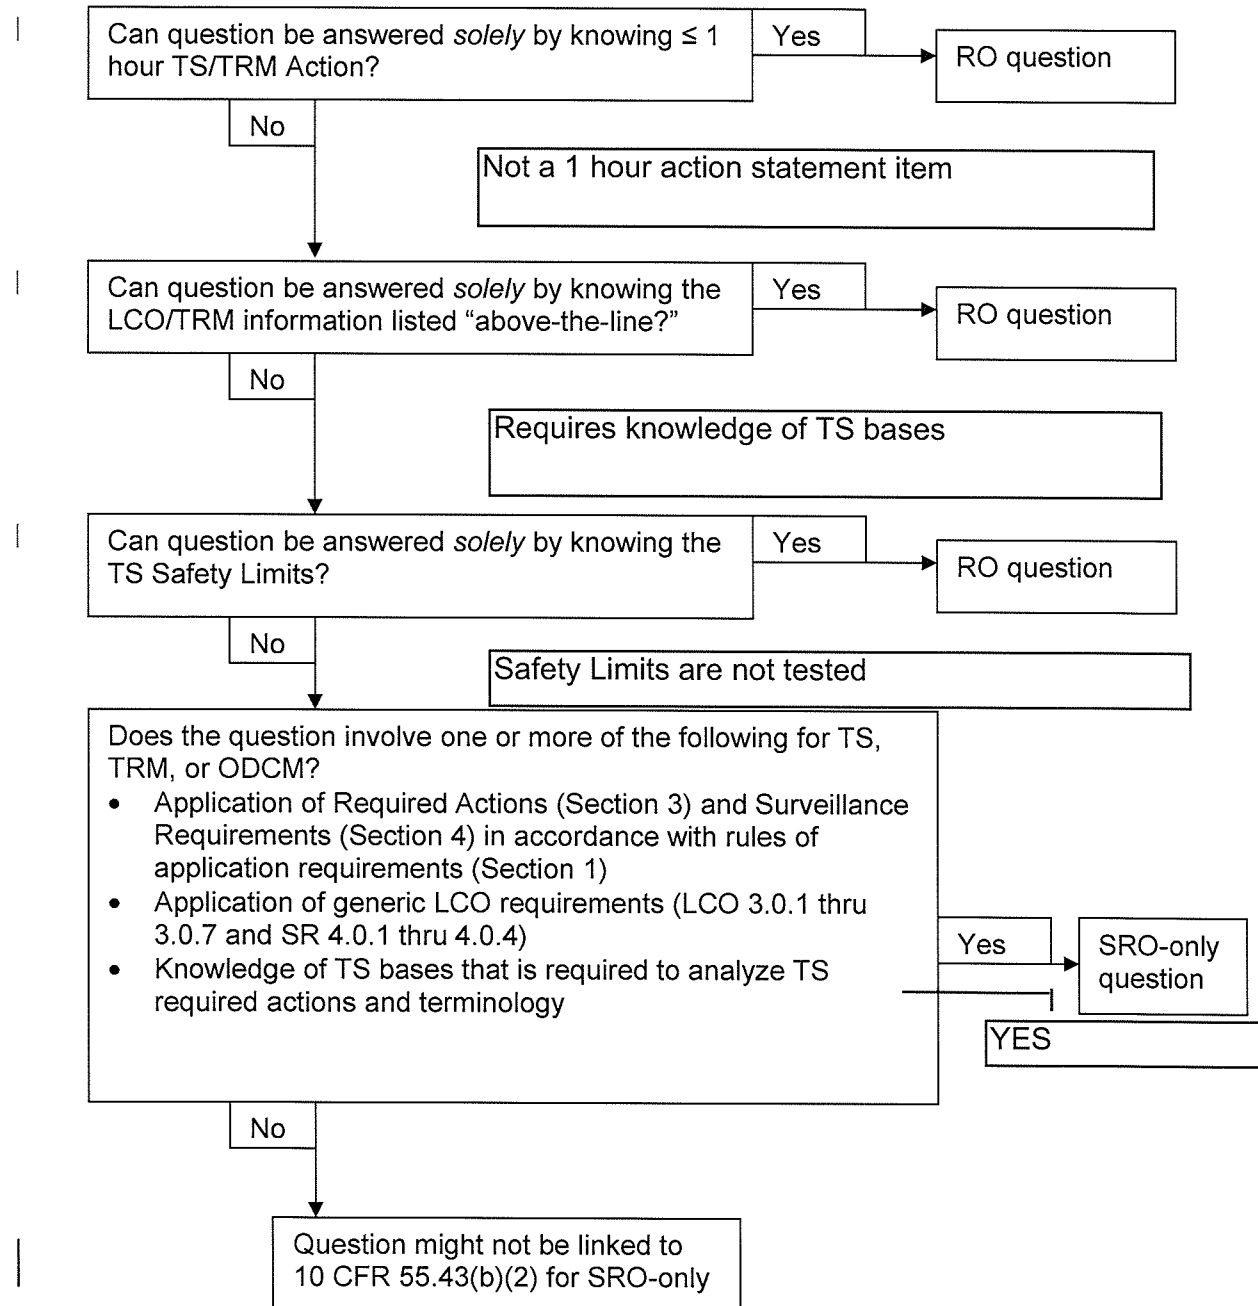 Can question be answered solely by knowing ≤ 1
hour TS/TRM Action?
Yes
RO question
No
Not a 1 hour action statement item
Can question be answered solely by knowing the
LCO/TRM information listed “above-the-line?”
Yes
RO question
No
Requires knowledge of TS bases
Can question be answered solely by knowing the
TS Safety Limits?
Yes
RO question
No
Safety Limits are not tested
Does the question involve one or more of the following for TS,
TRM, or ODCM?
• Application of Required Actions (Section 3) and Surveillance
Requirements (Section 4) in accordance with rules of
application requirements (Section 1)
• Application of generic LCO requirements (LCO 3.0.1 thru
3.0.7 and SR 4.0.1 thru 4.0.4)
• Knowledge of TS bases that is required to analyze TS
required actions and terminology
Yes
SRO-only
question
YES
No
Question might not be linked to
10 CFR 55.43(b)(2) for SRO-only